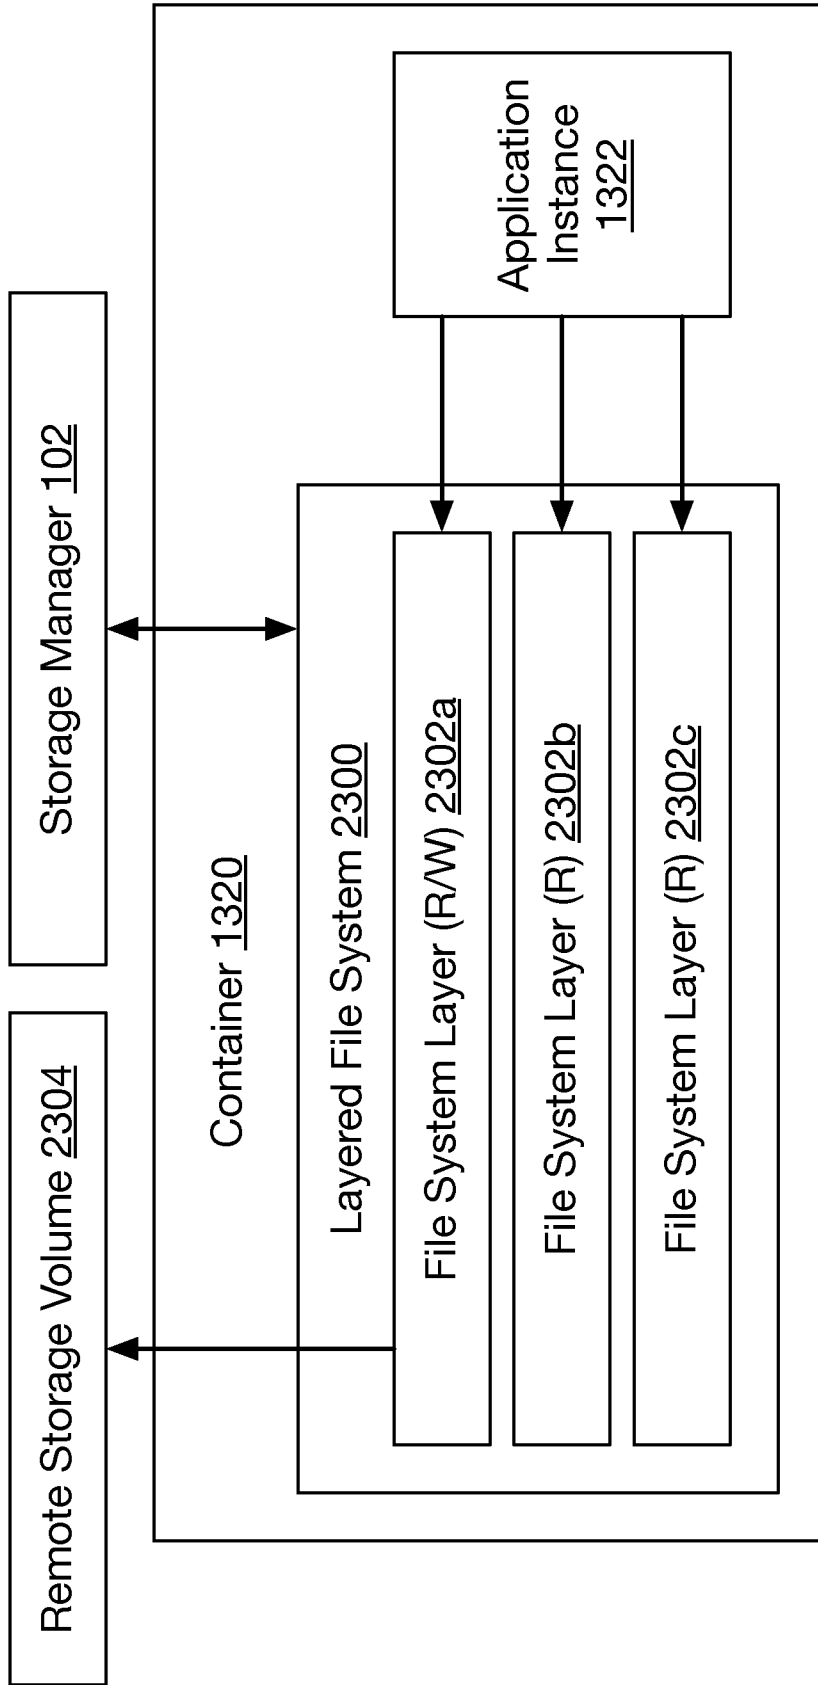 Remote Storage Volume 2304
Storage Manager 102
Container 1320
Layered File System 2300
File System Layer (R/W) 2302a
File System Layer (R) 2302b
File System Layer (R) 2302c
Application
Instance
1322